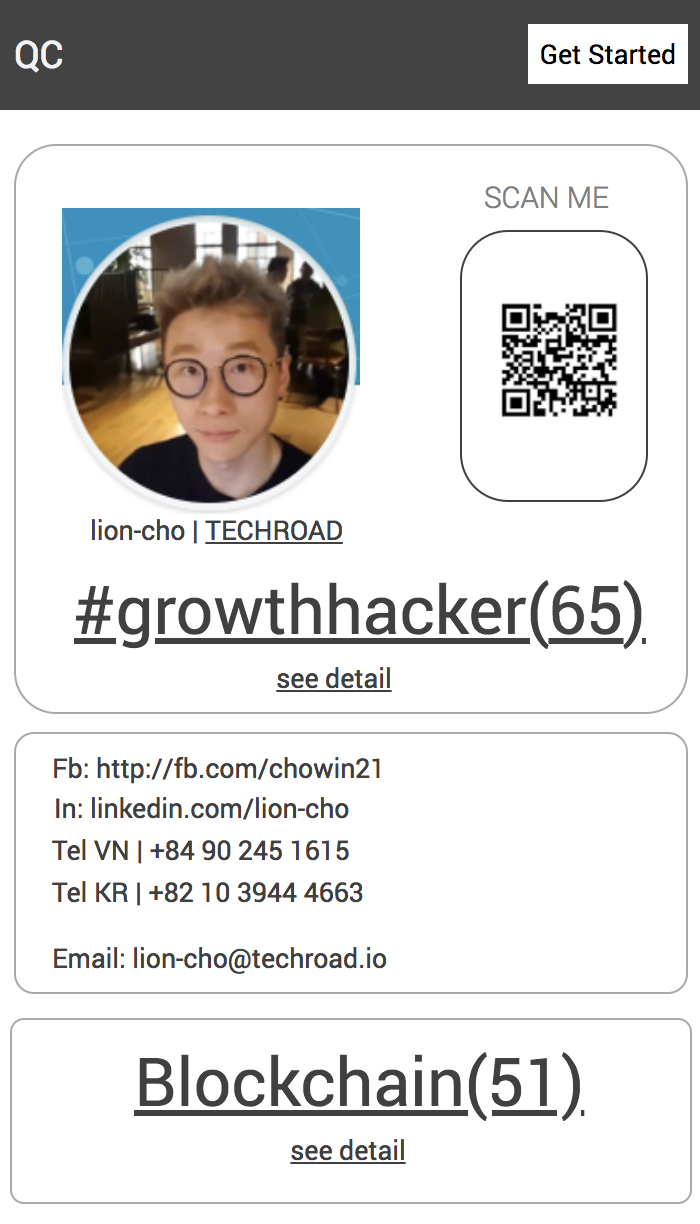 QC
Get Started
SCAN ME
lion-cho | TECHROAD
#growthhacker(65)
see detail
Fb: http://fb.com/chowin21
In: linkedin.com/lion-cho
Tel VN | +84 90 245 1615
Tel KR | +82 10 3944 4663
Email: lion-cho@techroad.io
Blockchain(51)
see detail